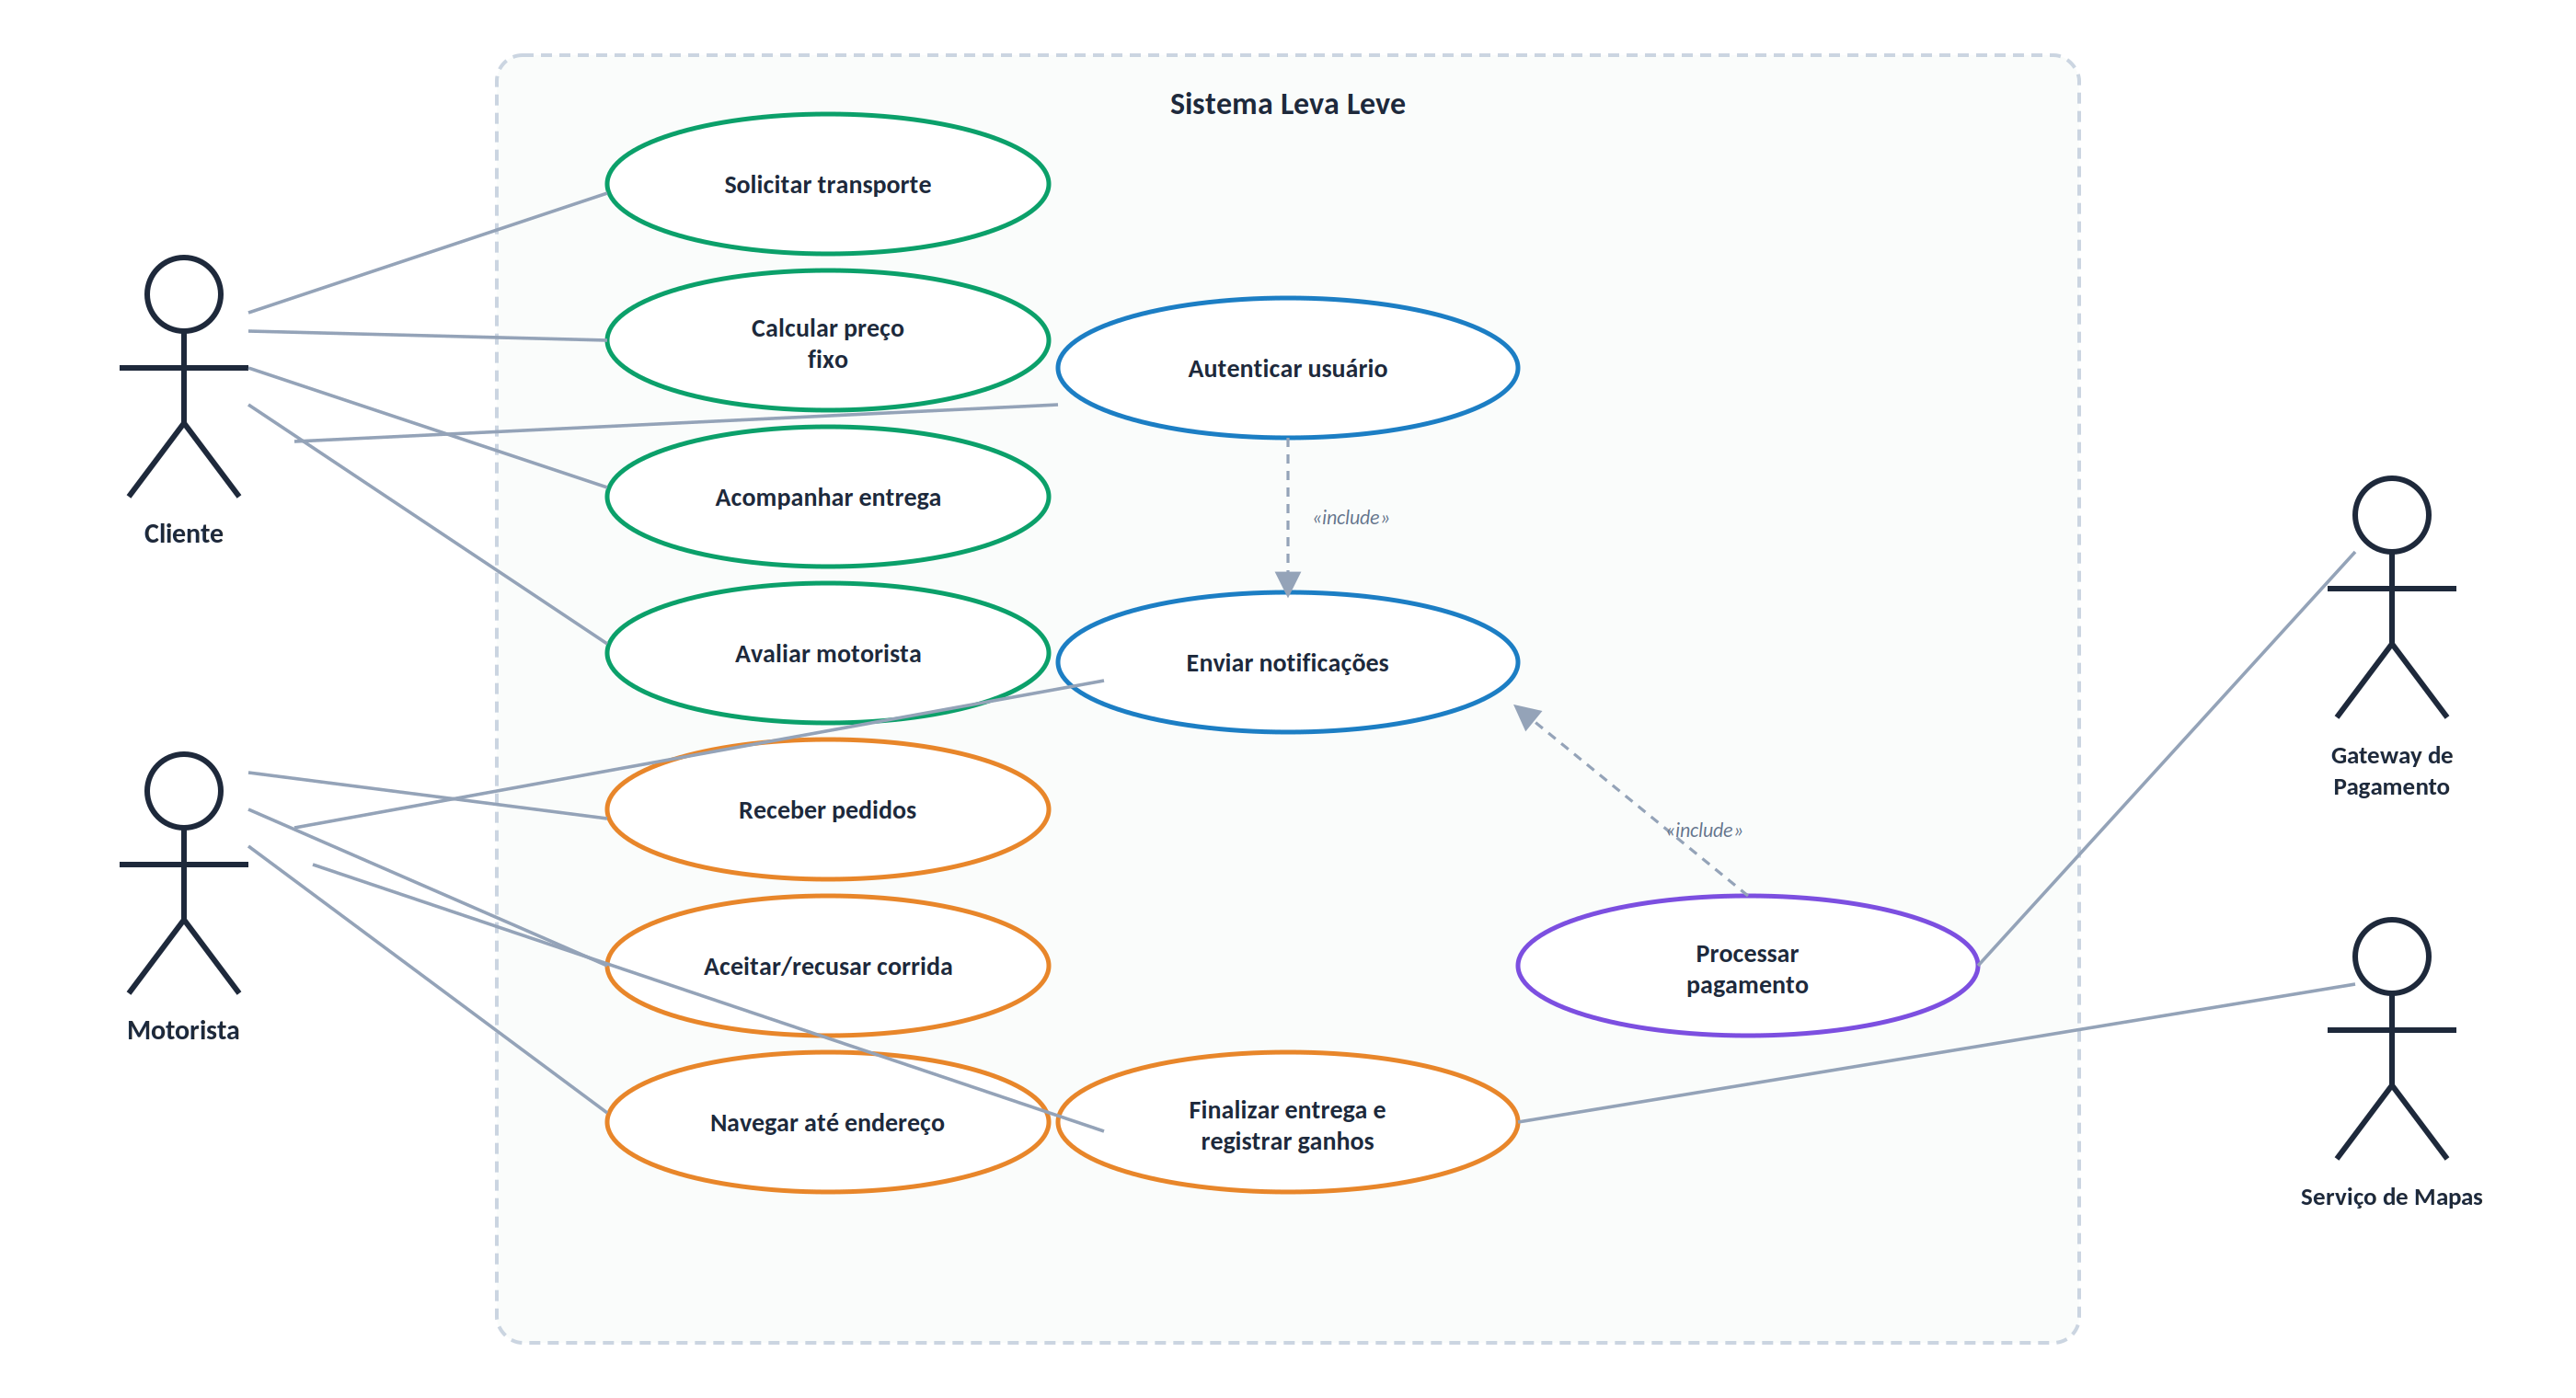 Sistema Leva Leve
Solicitar transporte
Calcular preço
fixo
Autenticar usuário
Acompanhar entrega
«include»
Cliente
Avaliar motorista
Enviar notificações
Gateway de
Pagamento
Receber pedidos
«include»
Aceitar/recusar corrida
Processar
pagamento
Motorista
Navegar até endereço
Finalizar entrega e
registrar ganhos
Serviço de Mapas